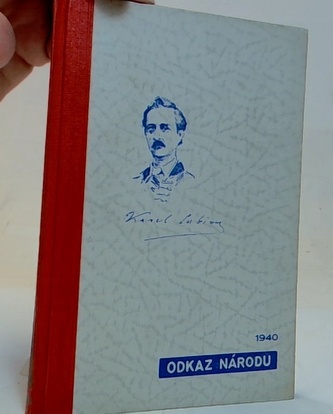 Karel Sabina
1940
ODKAZ NÁRODU